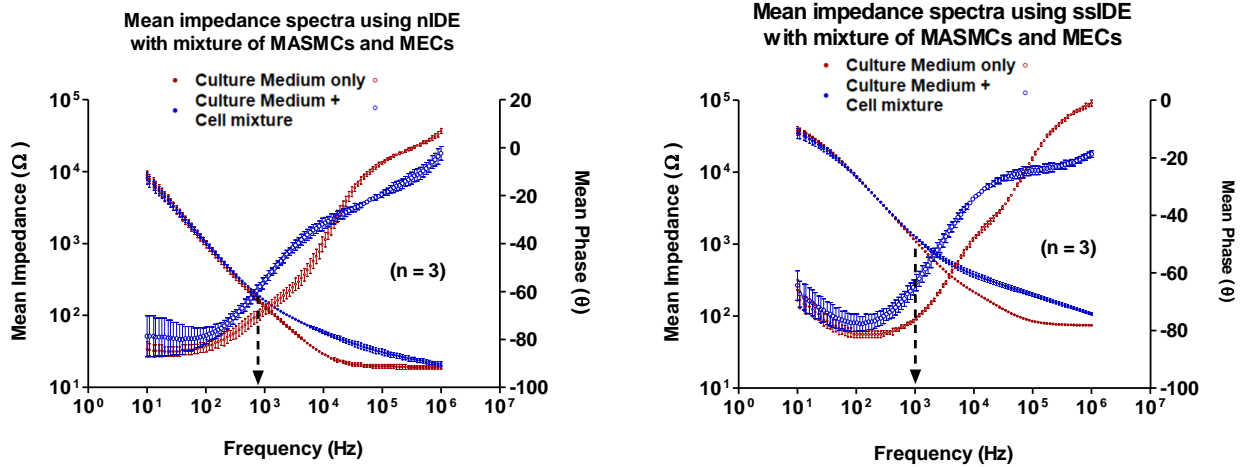 Mean impedance spectra using nIDE
with mixture of MASMCs and MECs
Culture Medium only
Culture Medium +
Cell mixture
10⁵
10⁴
10³
10²
10¹
Mean Impedance (Ω)
20
0
-20
-40
-60
-80
-100
Mean Phase (θ)
(n = 3)
10⁰ 10¹ 10² 10³ 10⁴ 10⁵ 10⁶ 10⁷
Frequency (Hz)
Mean impedance spectra using ssIDE
with mixture of MASMCs and MECs
Culture Medium only
Culture Medium +
Cell mixture
10⁵
10⁴
10³
10²
10¹
Mean Impedance (Ω)
0
-20
-40
-60
-80
-100
Mean Phase (θ)
(n = 3)
10⁰ 10¹ 10² 10³ 10⁴ 10⁵ 10⁶ 10⁷
Frequency (Hz)